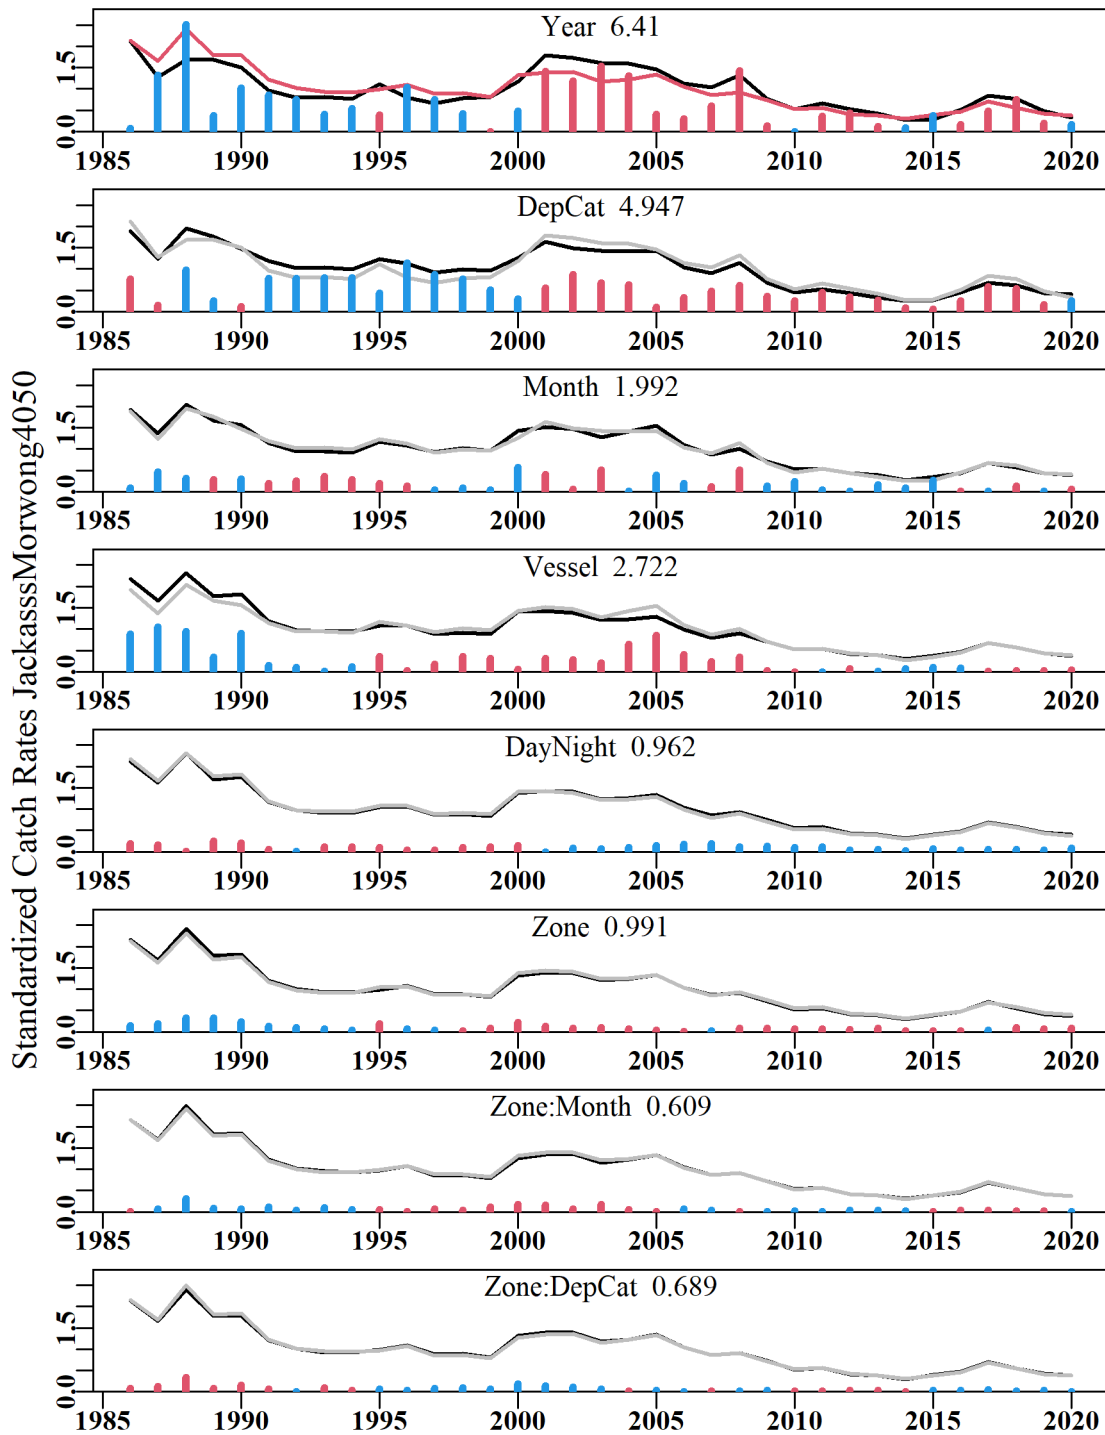 Standardized Catch Rates JackasssMorwong4050
Year 6.41
1.5
0.0
1985 1990 1995 2000 2005 2010 2015 2020
DepCat 4.947
1.5
0.0
1985 1990 1995 2000 2005 2010 2015 2020
Month 1.992
1.5
0.0
1985 1990 1995 2000 2005 2010 2015 2020
Vessel 2.722
1.5
0.0
1985 1990 1995 2000 2005 2010 2015 2020
DayNight 0.962
1.5
0.0
1985 1990 1995 2000 2005 2010 2015 2020
Zone 0.991
1.5
0.0
1985 1990 1995 2000 2005 2010 2015 2020
Zone:Month 0.609
1.5
0.0
1985 1990 1995 2000 2005 2010 2015 2020
Zone:DepCat 0.689
1.5
0.0
1985 1990 1995 2000 2005 2010 2015 2020